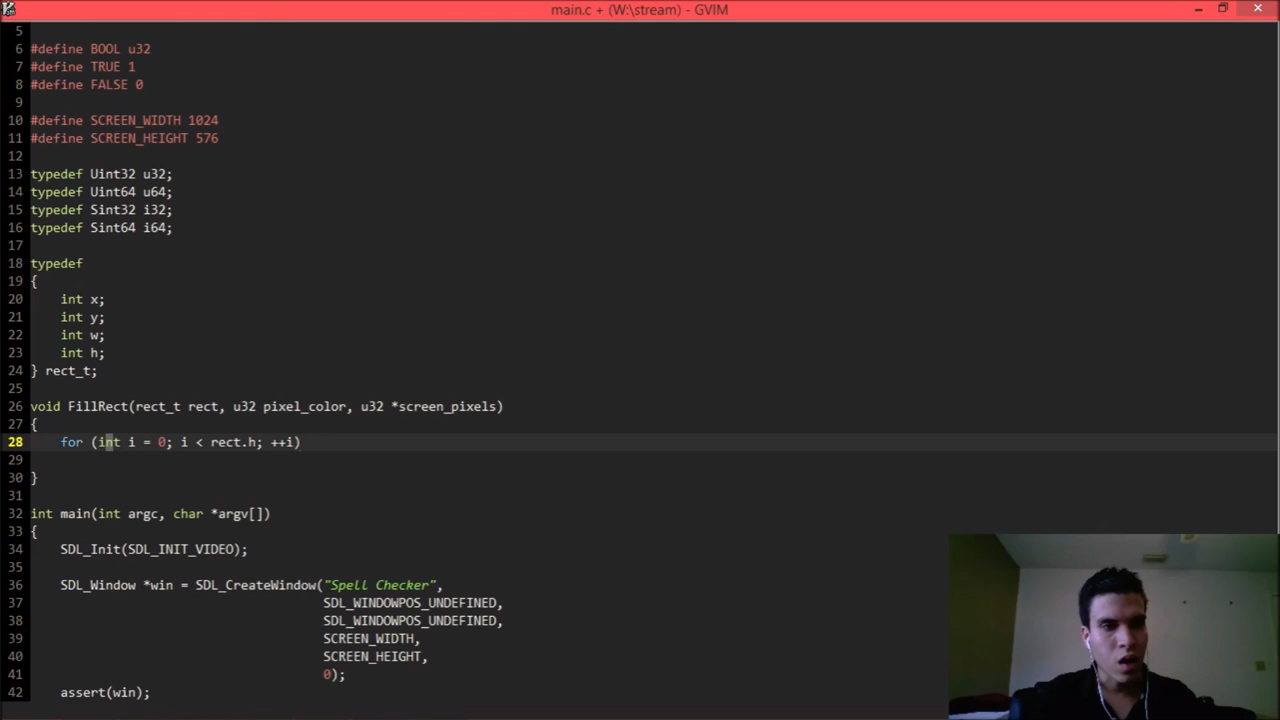 main.c + (W:\stream) - GVIM
5
6 #define BOOL u32
7 #define TRUE 1
8 #define FALSE 0
9
10 #define SCREEN_WIDTH 1024
11 #define SCREEN_HEIGHT 576
12
13 typedef Uint32 u32;
14 typedef Uint64 u64;
15 typedef Sint32 i32;
16 typedef Sint64 i64;
17
18 typedef
19 {
20     int x;
21     int y;
22     int w;
23     int h;
24 } rect_t;
25
26 void FillRect(rect_t rect, u32 pixel_color, u32 *screen_pixels)
27 {
28     for (int i = 0; i < rect.h; ++i)
29
30 }
31
32 int main(int argc, char *argv[])
33 {
34     SDL_Init(SDL_INIT_VIDEO);
35
36     SDL_Window *win = SDL_CreateWindow("Spell Checker",
37                                        SDL_WINDOWPOS_UNDEFINED,
38                                        SDL_WINDOWPOS_UNDEFINED,
39                                        SCREEN_WIDTH,
40                                        SCREEN_HEIGHT,
41                                        0);
42     assert(win);